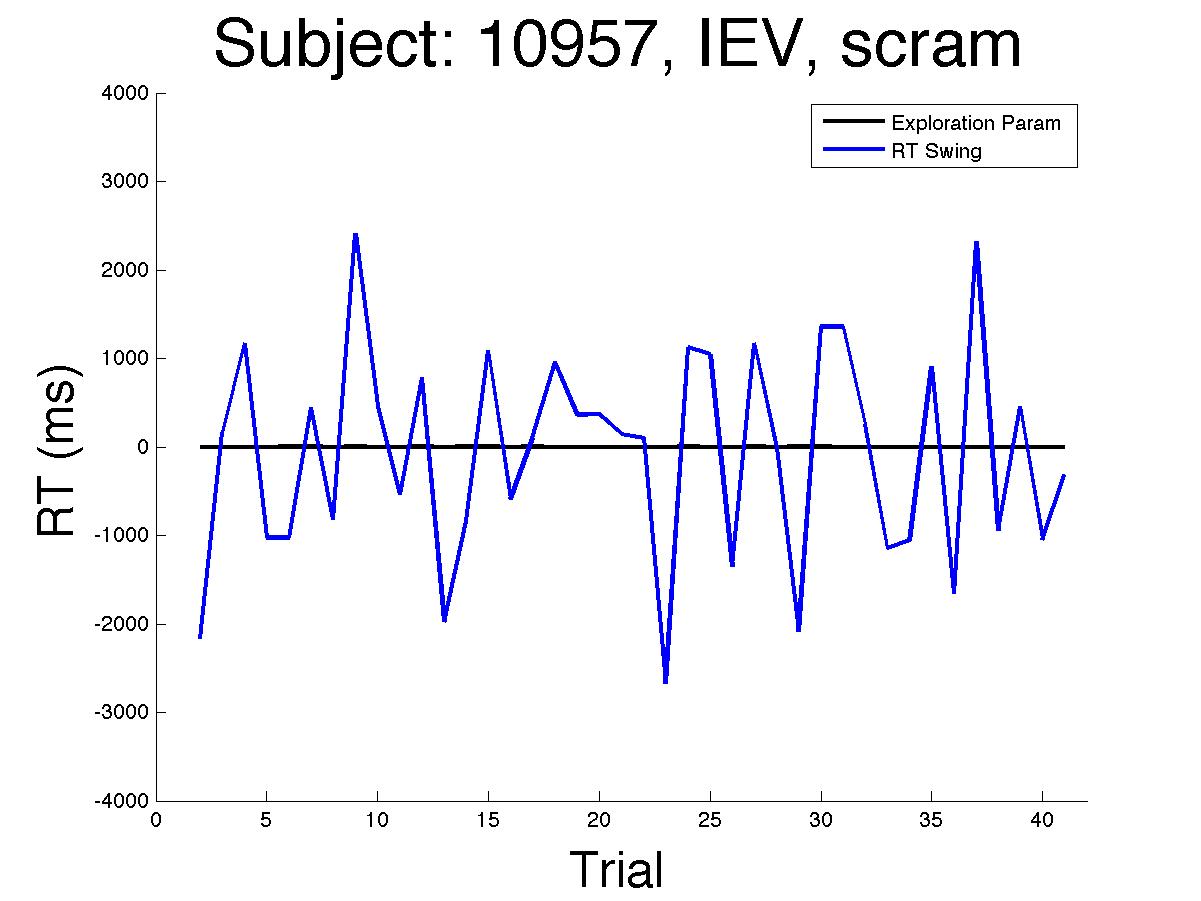 Subject: 10957, IEV, scram
Exploration Param
RT Swing
RT (ms)
4000
3000
2000
1000
0
-1000
-2000
-3000
-4000
0 5 10 15 20 25 30 35 40
Trial